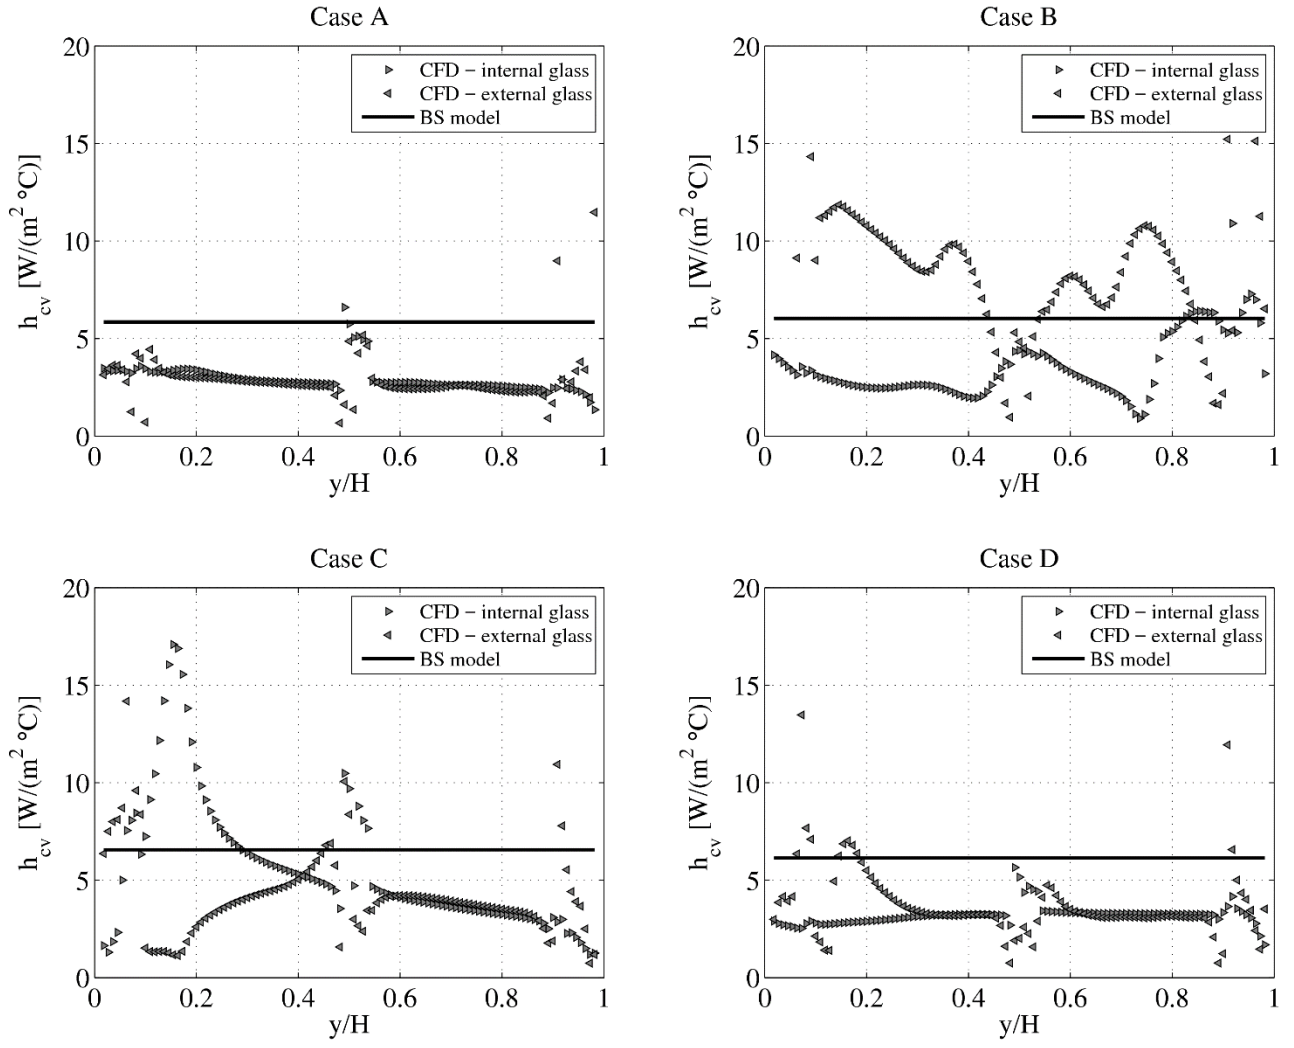 Case A
20
15
10
5
0
h_cv [W/(m² °C)]
CFD − internal glass
CFD − external glass
BS model
0 0.2 0.4 0.6 0.8 1
y/H
Case B
20
15
10
5
0
h_cv [W/(m² °C)]
CFD − internal glass
CFD − external glass
BS model
0 0.2 0.4 0.6 0.8 1
y/H
Case C
20
15
10
5
0
h_cv [W/(m² °C)]
CFD − internal glass
CFD − external glass
BS model
0 0.2 0.4 0.6 0.8 1
y/H
Case D
20
15
10
5
0
h_cv [W/(m² °C)]
CFD − internal glass
CFD − external glass
BS model
0 0.2 0.4 0.6 0.8 1
y/H